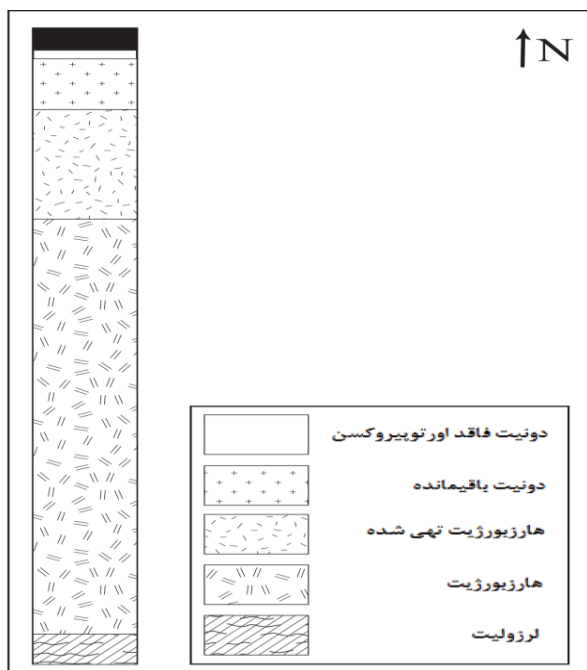 N
دونیت فاقد اورتوپیروکسن
دونیت باقیمانده
هارزبورژیت تهی شده
هارزبورژیت
لرزولیت